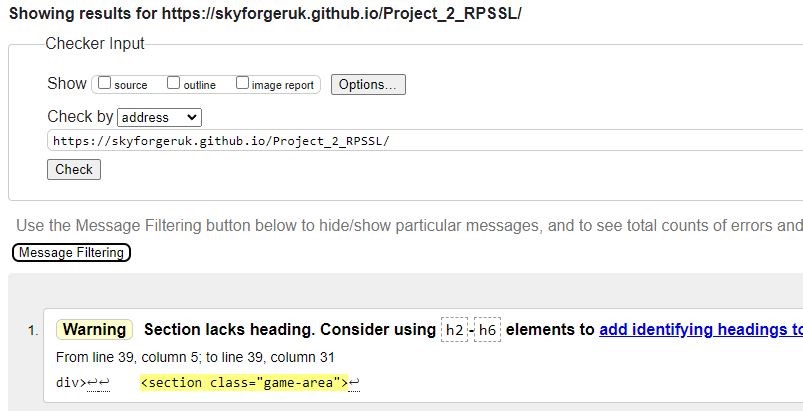 Showing results for https://skyforgeruk.github.io/Project_2_RPSSL/
Checker Input
Show source outline image report Options...
Check by address
https://skyforgeruk.github.io/Project_2_RPSSL/
Check
Use the Message Filtering button below to hide/show particular messages, and to see total counts of errors and
Message Filtering
1. Warning Section lacks heading. Consider using h2-h6 elements to add identifying headings to
From line 39, column 5; to line 39, column 31
div>↩↩ <section class="game-area">↩